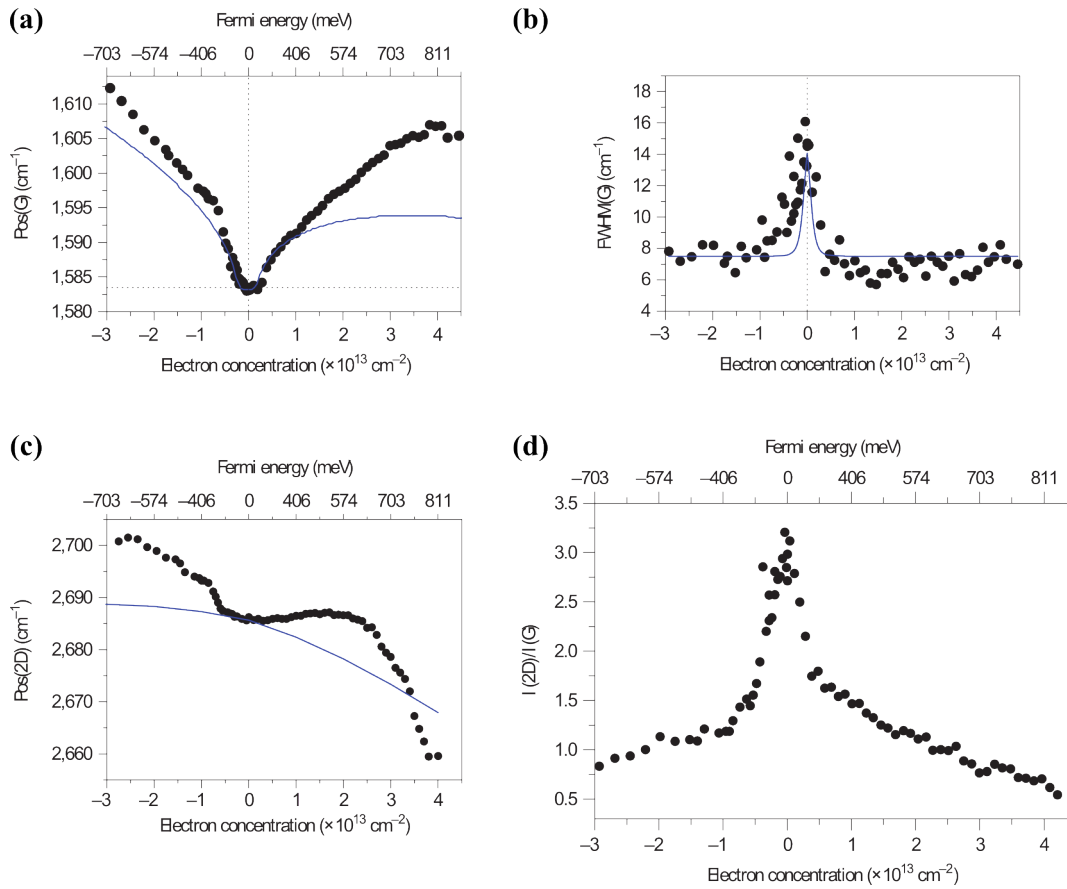 (a)
Fermi energy (meV)
−703 −574 −406 0 406 574 703 811
Pos(G) (cm−1)
1,610
1,605
1,600
1,595
1,590
1,585
1,580
−3 −2 −1 0 1 2 3 4
Electron concentration (×1013 cm−2)
(b)
FWHM(G) (cm−1)
18
16
14
12
10
8
6
4
−3 −2 −1 0 1 2 3 4
Electron concentration (×1013 cm−2)
(c)
Fermi energy (meV)
−703 −574 −406 0 406 574 703 811
Pos(2D) (cm−1)
2,700
2,690
2,680
2,670
2,660
−3 −2 −1 0 1 2 3 4
Electron concentration (×1013 cm−2)
(d)
Fermi energy (meV)
−703 −574 −406 0 406 574 703 811
I (2D)/I (G)
3.5
3.0
2.5
2.0
1.5
1.0
0.5
−3 −2 −1 0 1 2 3 4
Electron concentration (×1013 cm−2)